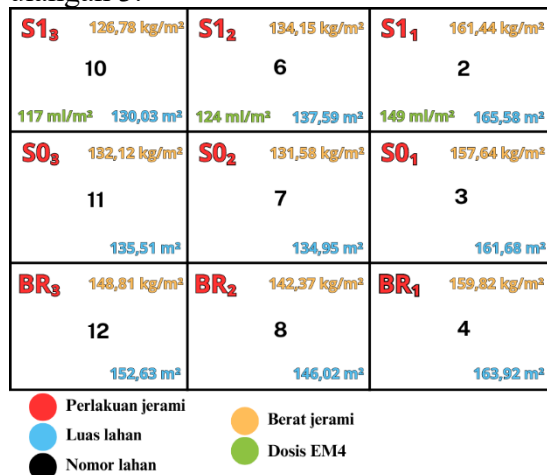 S1₃ 126,78 kg/m² S1₂ 134,15 kg/m² S1₁ 161,44 kg/m²
10 6 2
117 ml/m² 130,03 m² 124 ml/m² 137,59 m² 149 ml/m² 165,58 m²
S0₃ 132,12 kg/m² S0₂ 131,58 kg/m² S0₁ 157,64 kg/m²
11 7 3
135,51 m² 134,95 m² 161,68 m²
BR₃ 148,81 kg/m² BR₂ 142,37 kg/m² BR₁ 159,82 kg/m²
12 8 4
152,63 m² 146,02 m² 163,92 m²
Perlakuan jerami
Luas lahan
Nomor lahan
Berat jerami
Dosis EM4